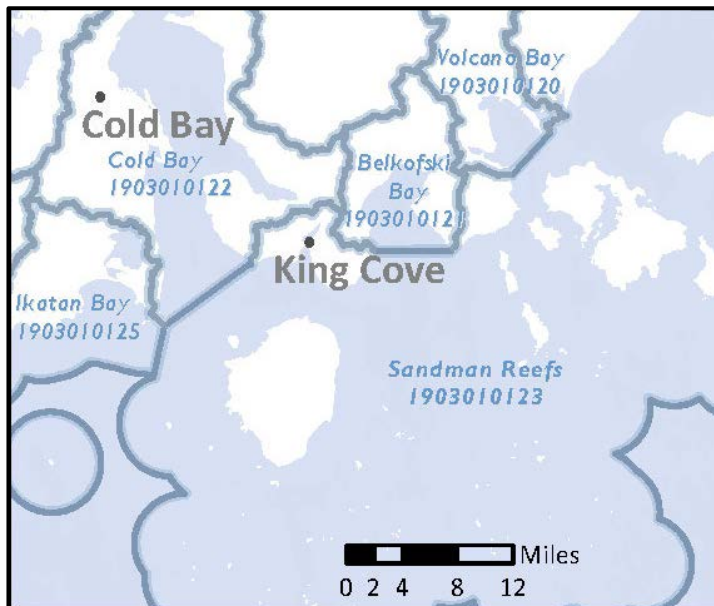 Volcano Bay
1903010120
Cold Bay
Cold Bay
1903010122
Belkofski
Bay
1903010121
King Cove
Ikatan Bay
1903010125
Sandman Reefs
1903010123
Miles
0 2 4 8 12